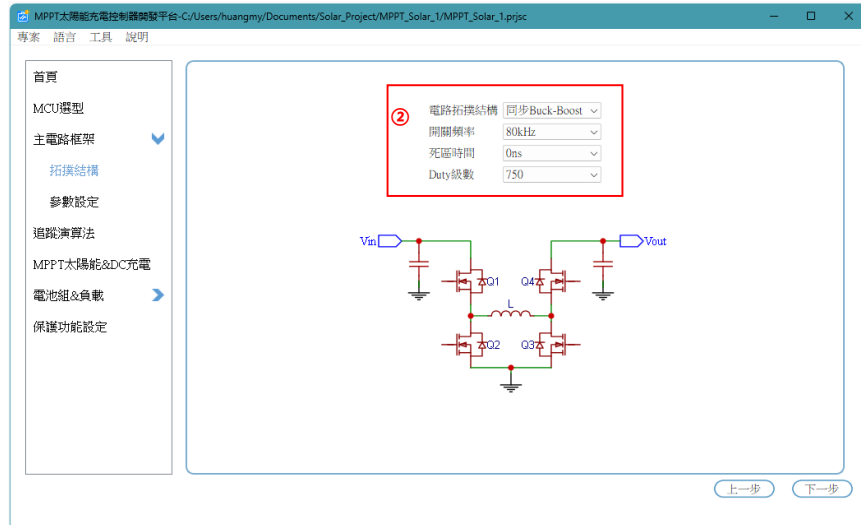 MPPT太陽能充電控制器開發平台-C:/Users/huangmy/Documents/Solar_Project/MPPT_Solar_1/MPPT_Solar_1.prjsc
專案 語言 工具 說明
首頁
MCU選型
主電路框架
拓撲結構
參數設定
追蹤演算法
MPPT太陽能&DC充電
電池組&負載
保護功能設定
②
電路拓撲結構 同步Buck-Boost
開關頻率 80kHz
死區時間 0ns
Duty級數 750
Vin Vout
Q1 Q4
L
Q2 Q3
上一步 下一步